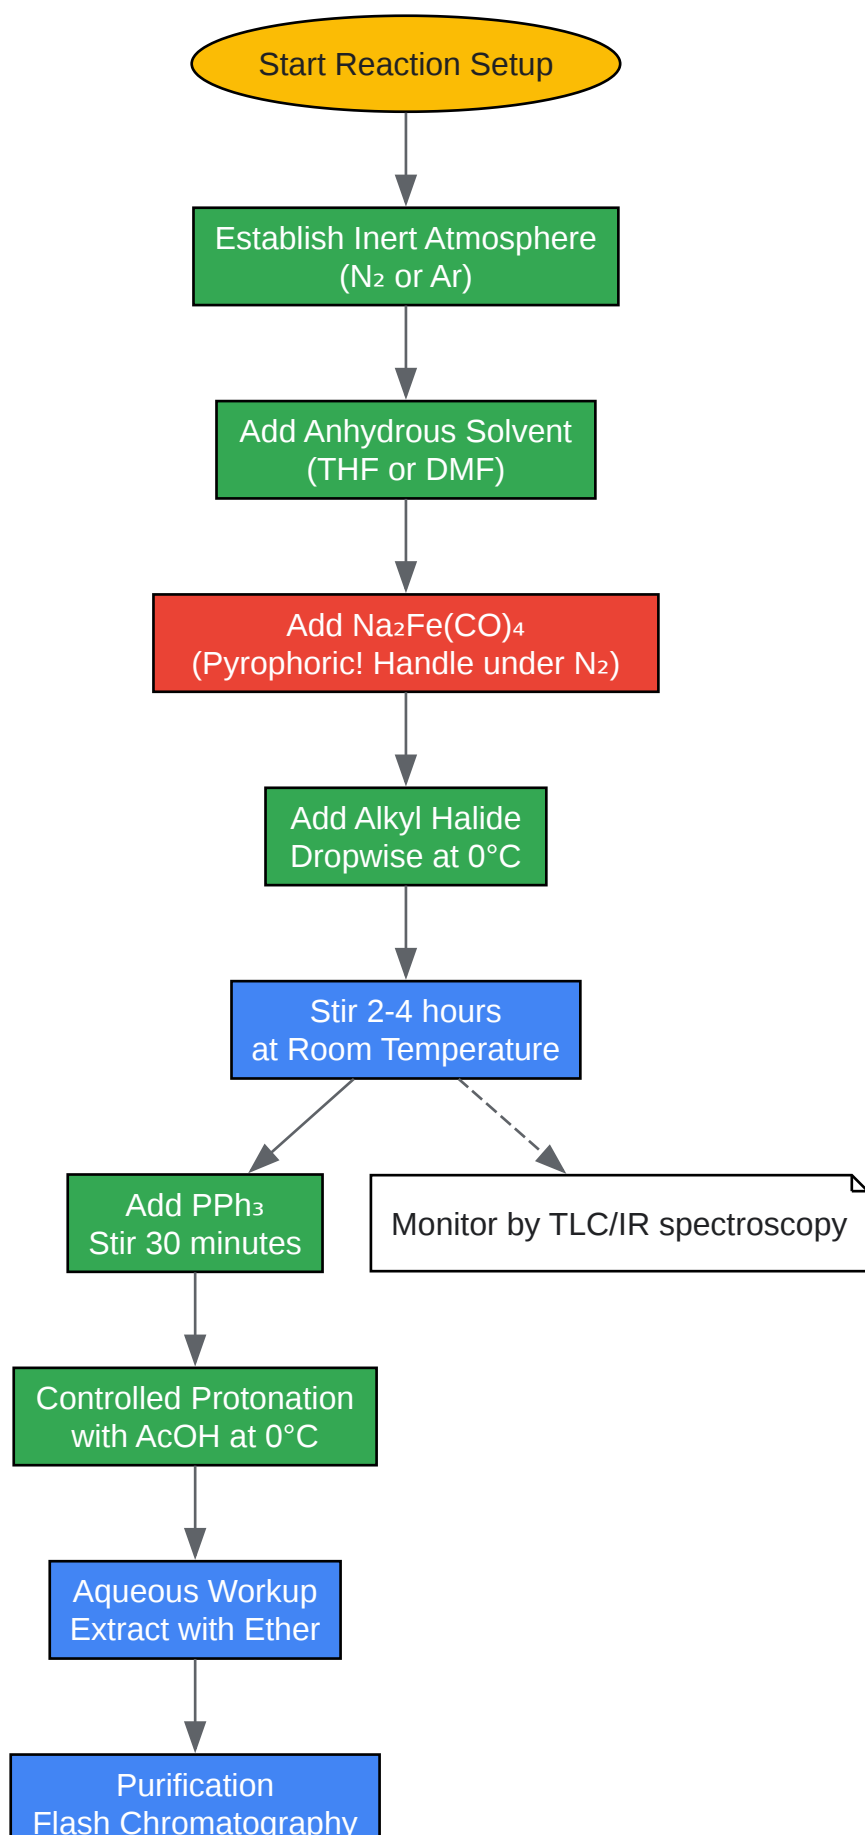 Start Reaction Setup
Establish Inert Atmosphere
(N₂ or Ar)
Add Anhydrous Solvent
(THF or DMF)
Add Na₂Fe(CO)₄
(Pyrophoric! Handle under N₂)
Add Alkyl Halide
Dropwise at 0°C
Stir 2-4 hours
at Room Temperature
Add PPh₃
Stir 30 minutes
Monitor by TLC/IR spectroscopy
Controlled Protonation
with AcOH at 0°C
Aqueous Workup
Extract with Ether
Purification
Flash Chromatography